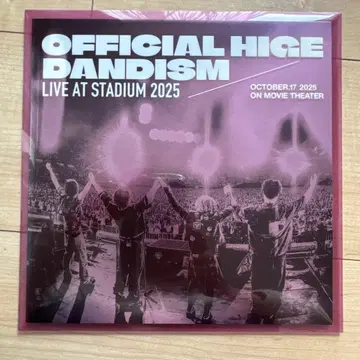 OFFICIAL HIGE
DANDISM
LIVE AT STADIUM 2025
OCTOBER.17 2025
ON MOVIE THEATER